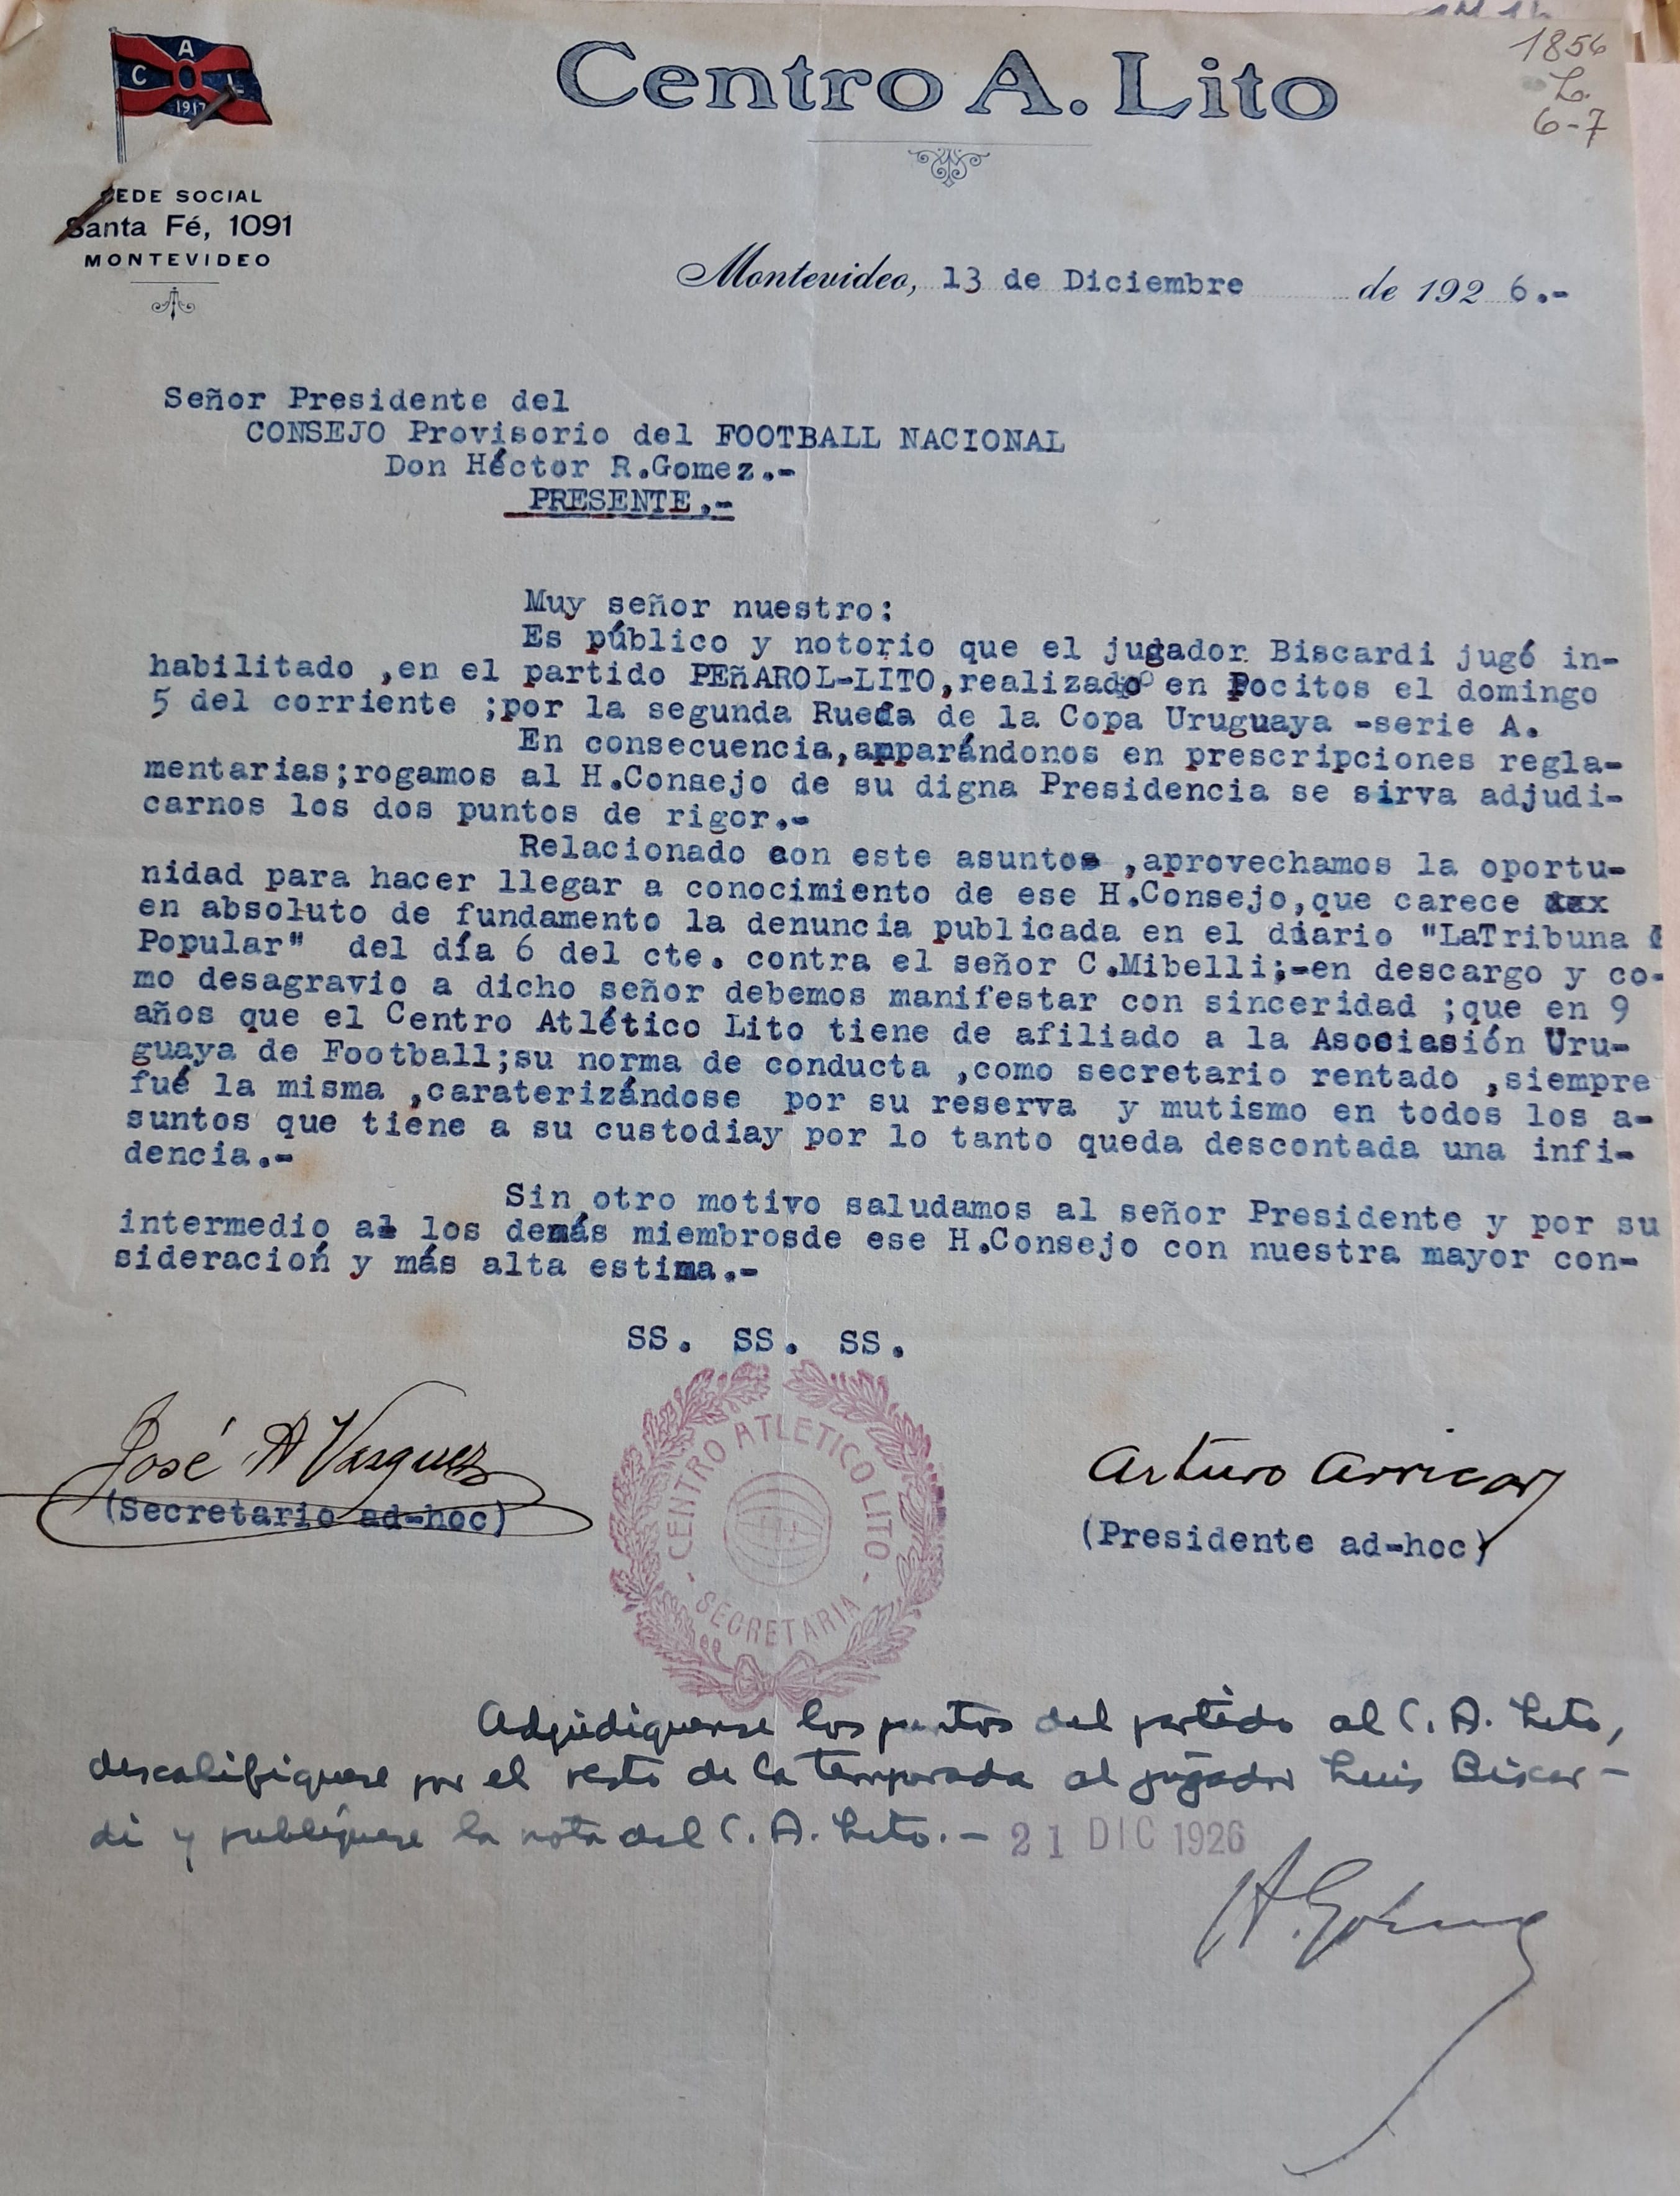 A
C L
1917
Centro A. Lito
1856
L.
6-7
SEDE SOCIAL
Santa Fé, 1091
MONTEVIDEO
Montevideo, 13 de Diciembre de 192 6.-
Señor Presidente del
CONSEJO Provisorio del FOOTBALL NACIONAL
Don Héctor R.Gomez.-
PRESENTE.-
Muy señor nuestro:
Es público y notorio que el jugador Biscardi jugó in-
habilitado ,en el partido PEñAROL-LITO,realizado en Pocitos el domingo
5 del corriente ;por la segunda Rueda de la Copa Uruguaya -serie A.
En consecuencia,amparándonos en prescripciones regla-
mentarias;rogamos al H.Consejo de su digna Presidencia se sirva adjudi-
carnos los dos puntos de rigor.-
Relacionado con este asunto ,aprovechamos la oportu-
nidad para hacer llegar a conocimiento de ese H.Consejo,que carece
en absoluto de fundamento la denuncia publicada en el diario "LaTribuna
Popular" del día 6 del cte. contra el señor C.Mibelli;-en descargo y co-
mo desagravio a dicho señor debemos manifestar con sinceridad ;que en 9
años que el Centro Atlético Lito tiene de afiliado a la Asociasión Uru-
guaya de Football;su norma de conducta ,como secretario rentado ,siempre
fué la misma ,caraterizándose por su reserva y mutismo en todos los a-
suntos que tiene a su custodiay por lo tanto queda descontada una infi-
dencia.-
Sin otro motivo saludamos al señor Presidente y por su
intermedio a los demás miembrosde ese H.Consejo con nuestra mayor con-
sideración y más alta estima.-
SS. SS. SS.
José A Vasquez
(Secretario ad-hoc)
CENTRO ATLETICO LITO
- SECRETARIA -
Arturo
(Presidente ad-hoc)
Adjudíquense los puntos del partido al C. A. Lito,
descalifíquese por el resto de la temporada al jugador Luis Biscar-
di y publíquese la nota del C. A. Lito.- 21 DIC 1926
H. Gómez